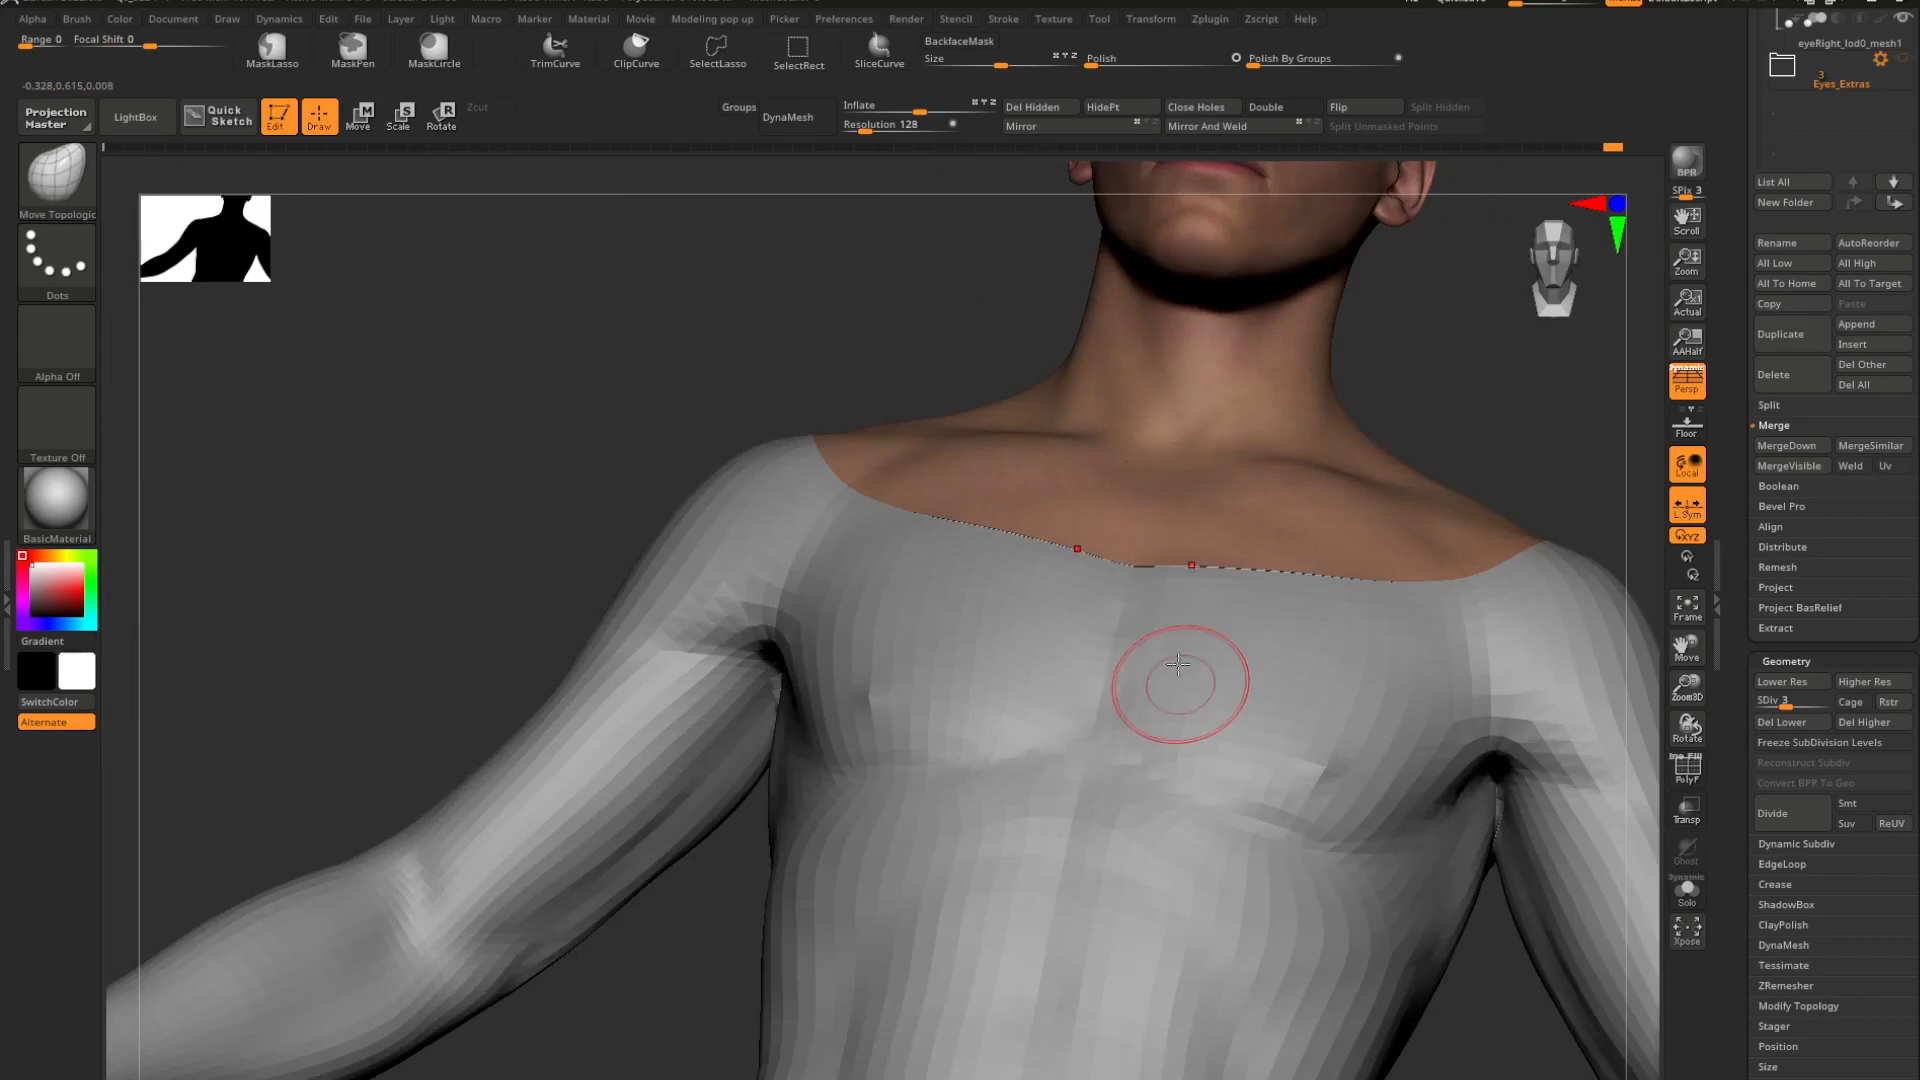 Alpha Brush Color Document Draw Dynamics Edit File Layer Light Macro Marker Material Movie Modeling pop up Picker Preferences Render Stencil Stroke Texture Tool Transform Zplugin Zscript Help
Range 0 Focal Shift 0
MaskLasso MaskPen MaskCircle TrimCurve ClipCurve SelectLasso SelectRect SliceCurve
BackfaceMask
Size Polish Polish By Groups
-0.328,0.615,0.008
Projection Master
LightBox
Quick Sketch
Edit Draw Move Scale Rotate
Zcut
Groups DynaMesh
Inflate
Resolution 128
Del Hidden HidePt Close Holes Double Flip Split Hidden
Mirror Mirror And Weld Split Unmasked Points
Move Topologic
Dots
Alpha Off
Texture Off
BasicMaterial
Gradient
SwitchColor
Alternate
BPR
SPix 3
Scroll
Zoom
Actual
AAHalf
Dynamic
Persp
Floor
Local
L.Sym
XYZ
Frame
Move
Zoom3D
Rotate
Line Fill
PolyF
Transp
Ghost
Dynamic
Solo
Xpose
eyeRight_lod0_mesh1
3
Eyes_Extras
List All
New Folder
Rename AutoReorder
All Low All High
All To Home All To Target
Copy Paste
Duplicate Append
Insert
Delete Del Other
Del All
Split
Merge
MergeDown MergeSimilar
MergeVisible Weld Uv
Boolean
Bevel Pro
Align
Distribute
Remesh
Project
Project BasRelief
Extract
Geometry
Lower Res Higher Res
SDiv 3 Cage Rstr
Del Lower Del Higher
Freeze SubDivision Levels
Reconstruct Subdiv
Convert BPR To Geo
Divide Smt
Suv ReUV
Dynamic Subdiv
EdgeLoop
Crease
ShadowBox
ClayPolish
DynaMesh
Tessimate
ZRemesher
Modify Topology
Stager
Position
Size